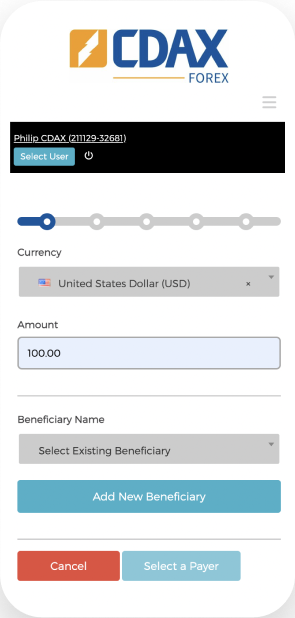 CDAX
FOREX
Philip CDAX (211129-32681)
Select User
Currency
United States Dollar (USD) ×
Amount
100.00
Beneficiary Name
Select Existing Beneficiary
Add New Beneficiary
Cancel Select a Payer